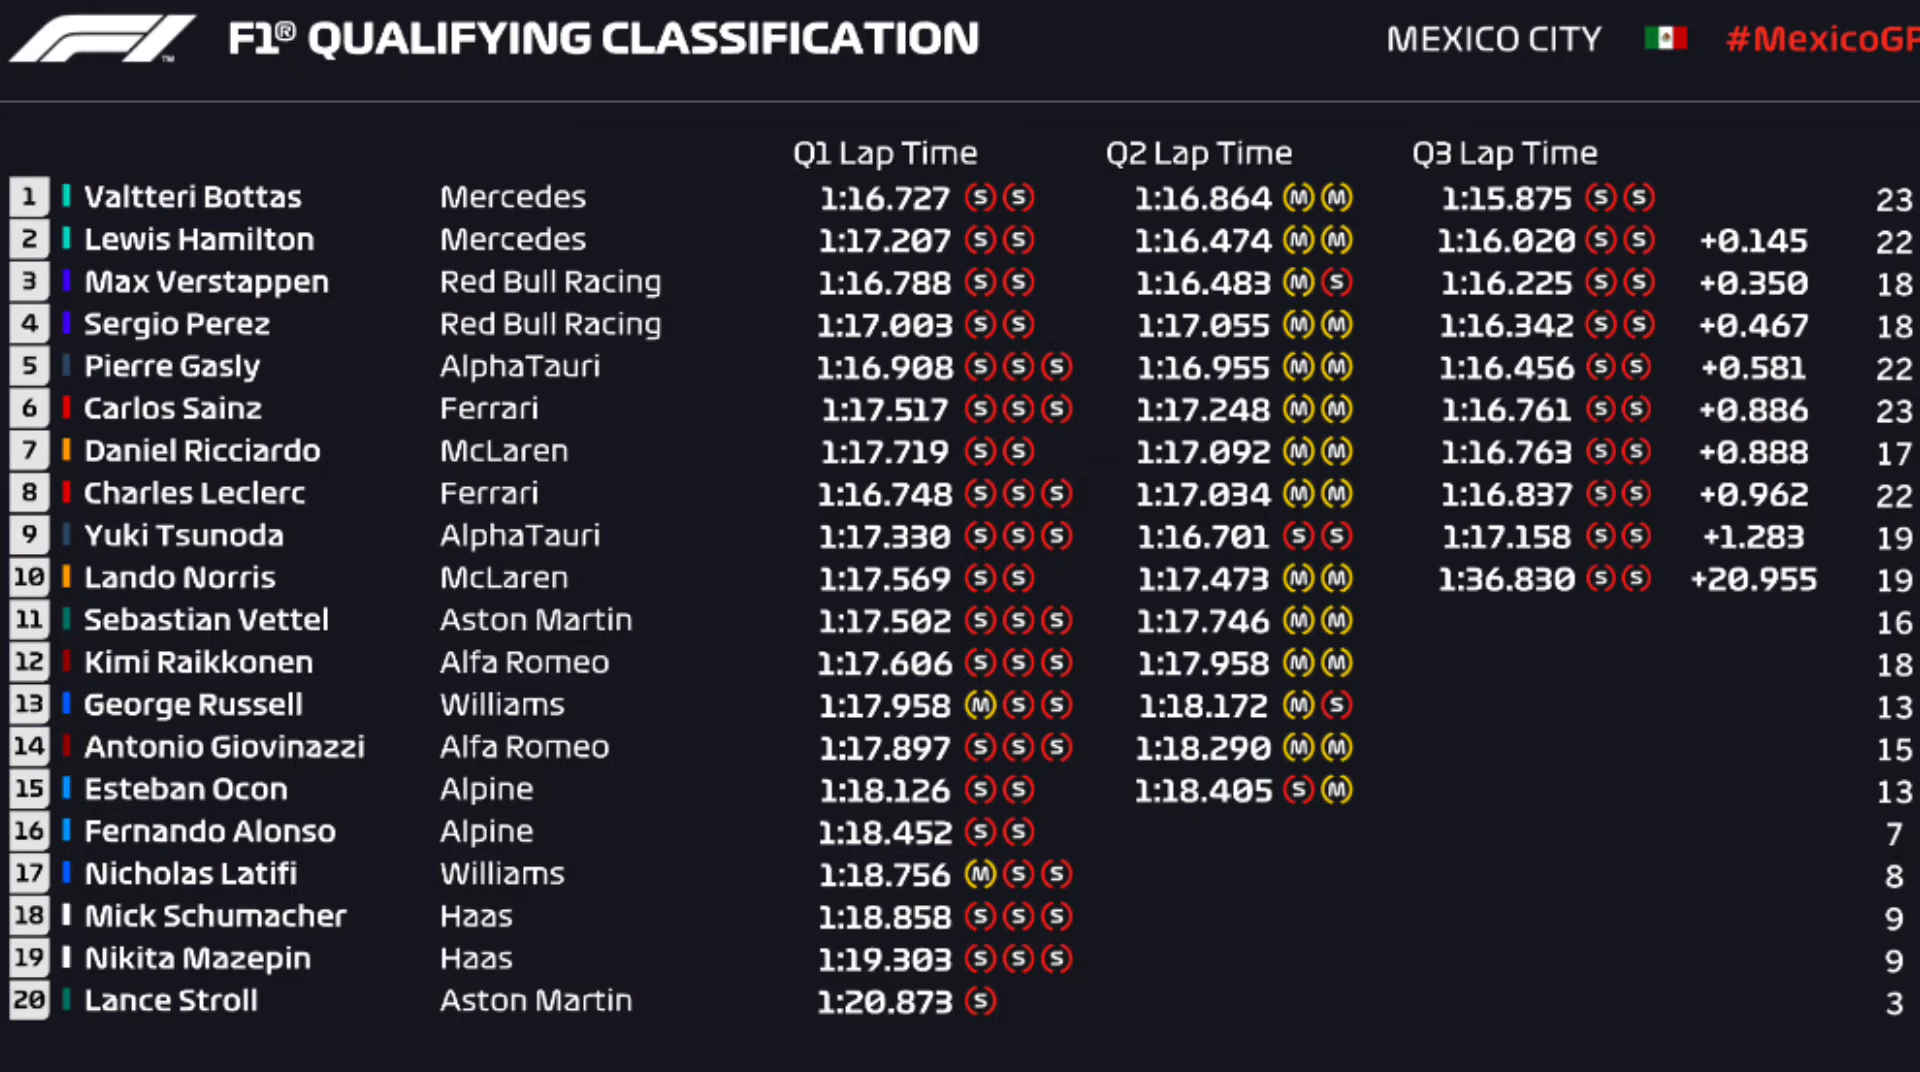 F1® QUALIFYING CLASSIFICATION MEXICO CITY #MexicoGP
Q1 Lap Time Q2 Lap Time Q3 Lap Time
1 Valtteri Bottas Mercedes 1:16.727 S S 1:16.864 M M 1:15.875 S S 23
2 Lewis Hamilton Mercedes 1:17.207 S S 1:16.474 M M 1:16.020 S S +0.145 22
3 Max Verstappen Red Bull Racing 1:16.788 S S 1:16.483 M S 1:16.225 S S +0.350 18
4 Sergio Perez Red Bull Racing 1:17.003 S S 1:17.055 M M 1:16.342 S S +0.467 18
5 Pierre Gasly AlphaTauri 1:16.908 S S S 1:16.955 M M 1:16.456 S S +0.581 22
6 Carlos Sainz Ferrari 1:17.517 S S S 1:17.248 M M 1:16.761 S S +0.886 23
7 Daniel Ricciardo McLaren 1:17.719 S S 1:17.092 M M 1:16.763 S S +0.888 17
8 Charles Leclerc Ferrari 1:16.748 S S S 1:17.034 M M 1:16.837 S S +0.962 22
9 Yuki Tsunoda AlphaTauri 1:17.330 S S S 1:16.701 S S 1:17.158 S S +1.283 19
10 Lando Norris McLaren 1:17.569 S S 1:17.473 M M 1:36.830 S S +20.955 19
11 Sebastian Vettel Aston Martin 1:17.502 S S S 1:17.746 M M 16
12 Kimi Raikkonen Alfa Romeo 1:17.606 S S S 1:17.958 M M 18
13 George Russell Williams 1:17.958 M S S 1:18.172 M S 13
14 Antonio Giovinazzi Alfa Romeo 1:17.897 S S S 1:18.290 M M 15
15 Esteban Ocon Alpine 1:18.126 S S 1:18.405 S M 13
16 Fernando Alonso Alpine 1:18.452 S S 7
17 Nicholas Latifi Williams 1:18.756 M S S 8
18 Mick Schumacher Haas 1:18.858 S S S 9
19 Nikita Mazepin Haas 1:19.303 S S S 9
20 Lance Stroll Aston Martin 1:20.873 S 3